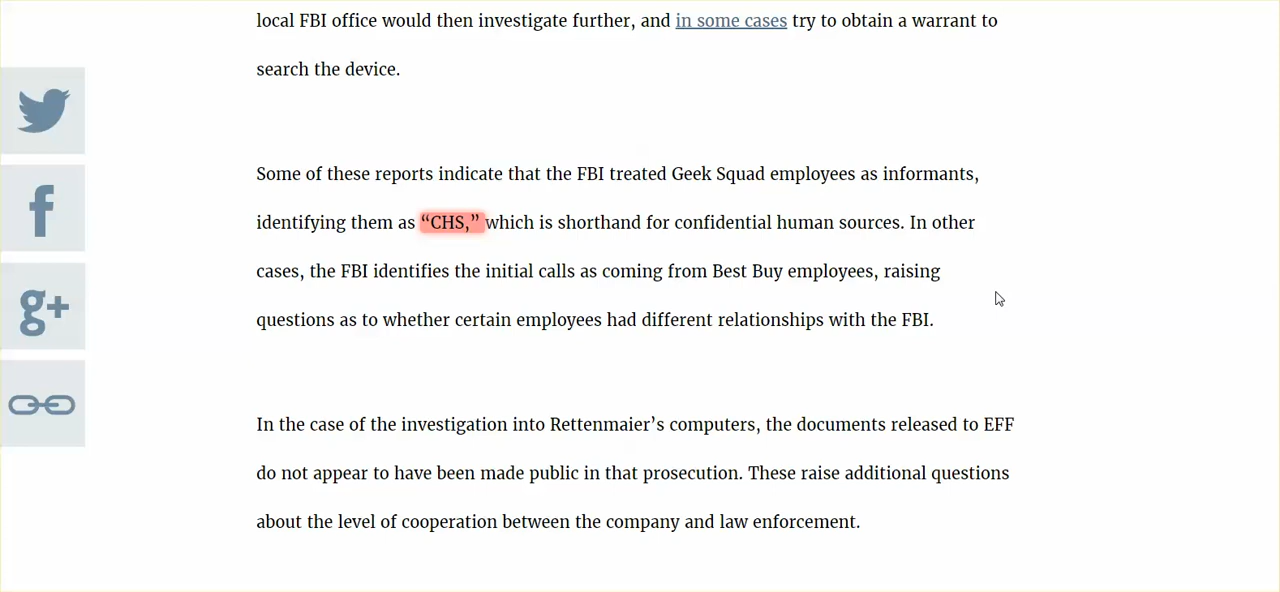 local FBI office would then investigate further, and in some cases try to obtain a warrant to
search the device.
Some of these reports indicate that the FBI treated Geek Squad employees as informants,
identifying them as “CHS,” which is shorthand for confidential human sources. In other
cases, the FBI identifies the initial calls as coming from Best Buy employees, raising
questions as to whether certain employees had different relationships with the FBI.
In the case of the investigation into Rettenmaier’s computers, the documents released to EFF
do not appear to have been made public in that prosecution. These raise additional questions
about the level of cooperation between the company and law enforcement.